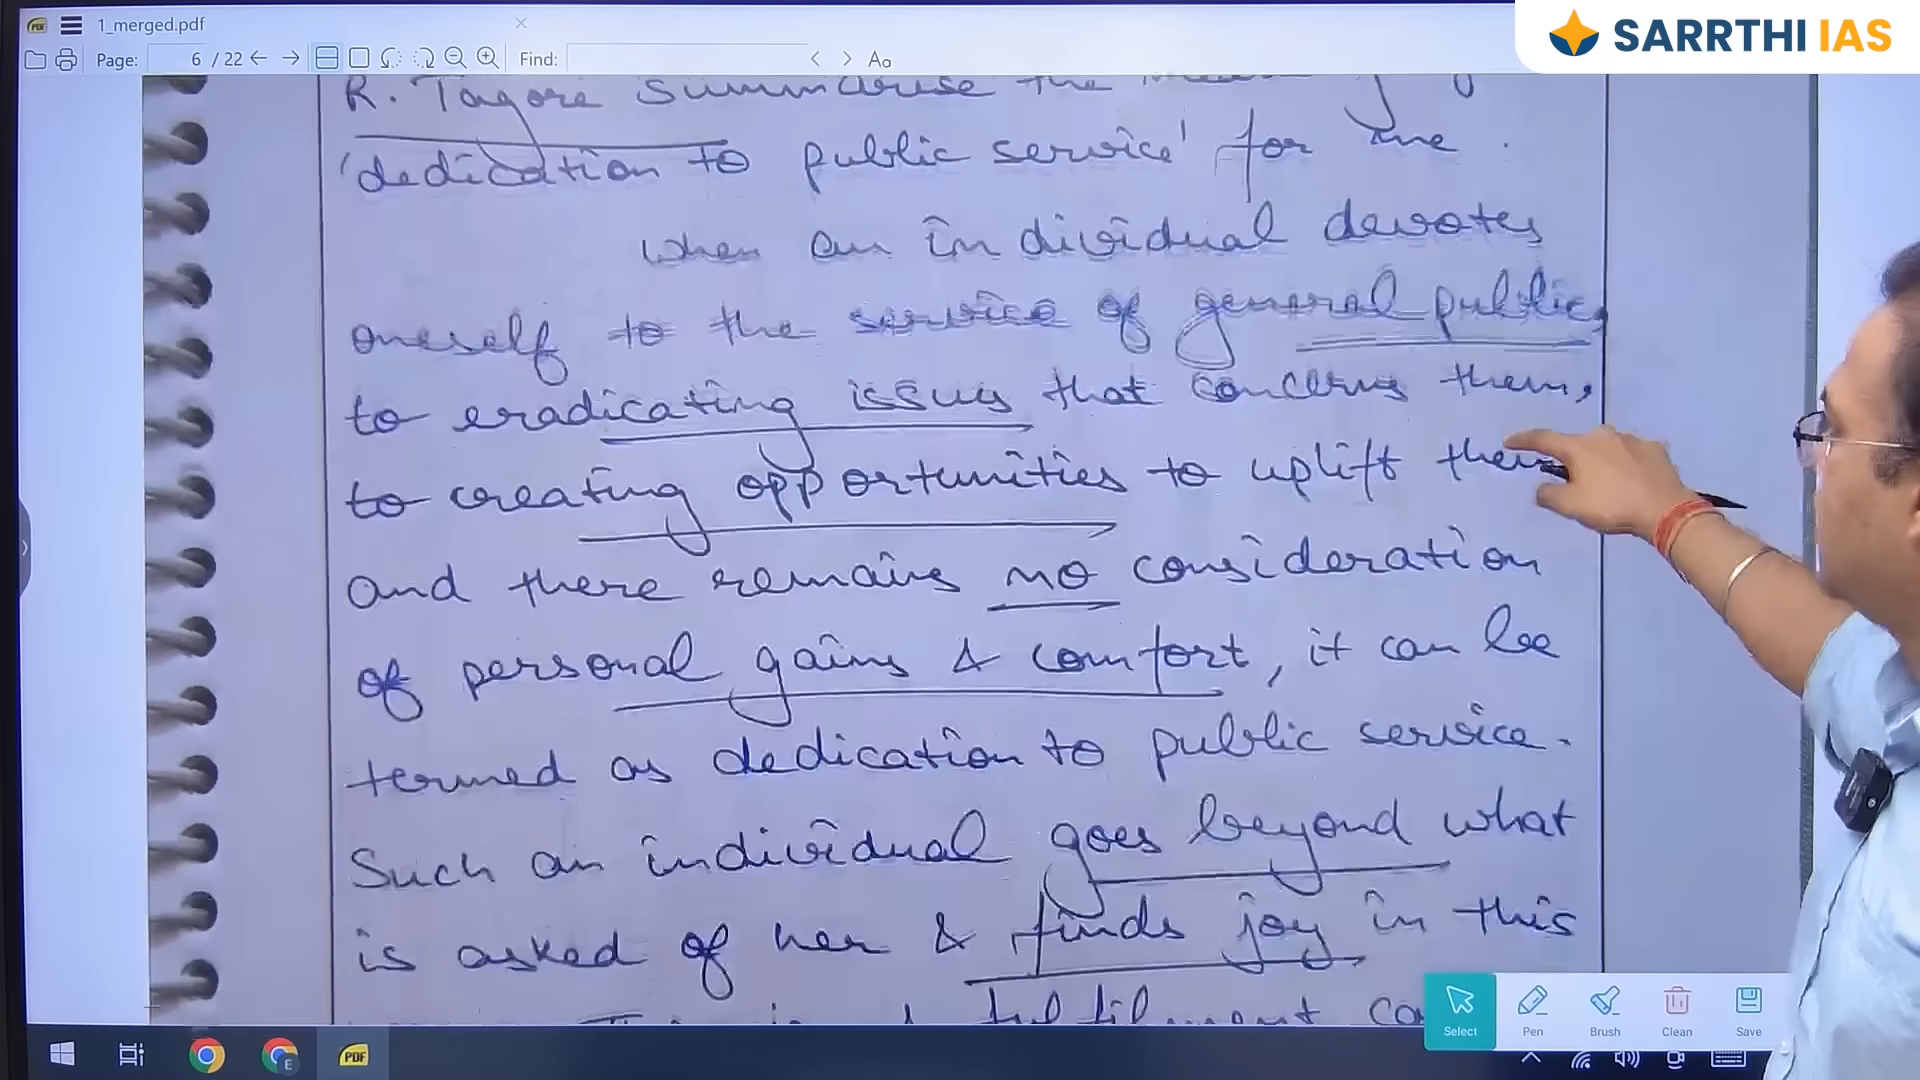 1_merged.pdf
SARRTHI IAS
Page: 6 / 22 Find: Aa
R. Tagore summarise the
'dedication to public service' for me.
When an individual devotes
oneself to the service of general public,
to eradicating issues that concerns them,
to creating opportunities to uplift them
and there remains no consideration
of personal gains & comfort, it can be
termed as dedication to public service.
Such an individual goes beyond what
is asked of her & finds joy in this
fulfilment
Select Pen Brush Clean Save
PDF